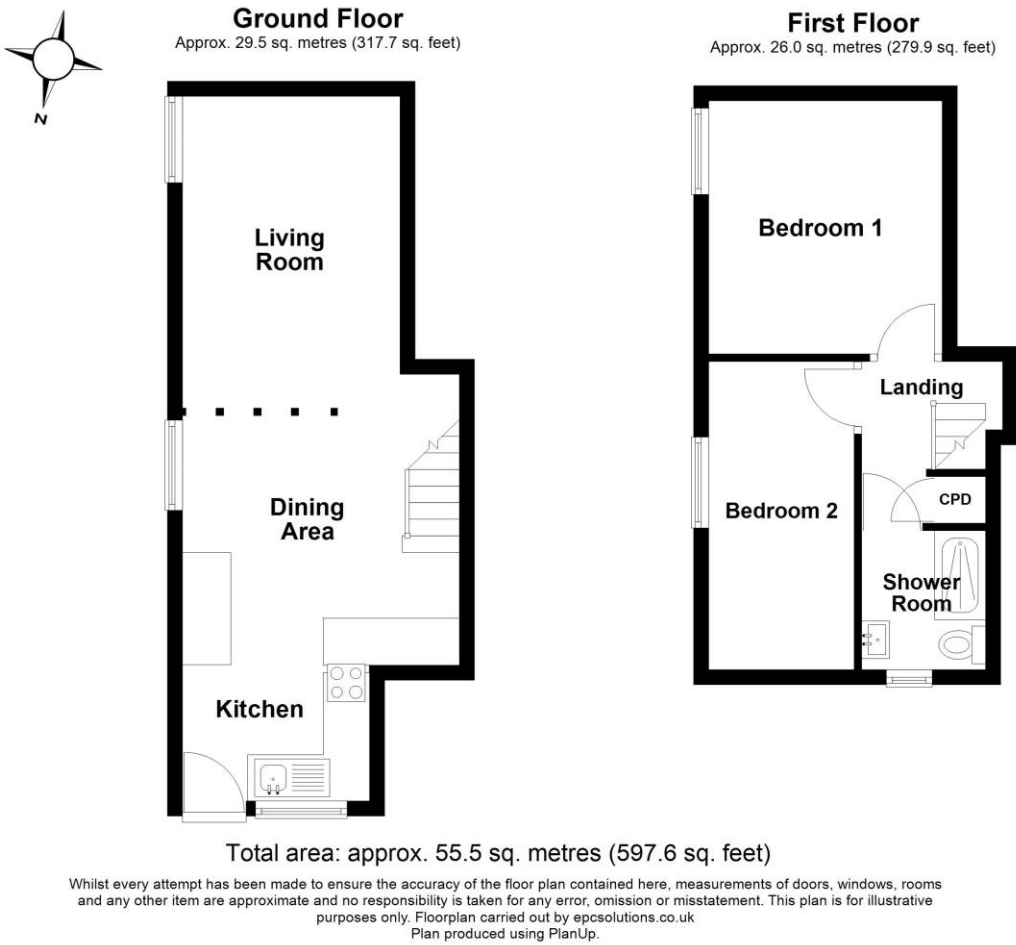 Ground Floor
Approx. 29.5 sq. metres (317.7 sq. feet)
First Floor
Approx. 26.0 sq. metres (279.9 sq. feet)
N
Living
Room
Dining
Area
Kitchen
Bedroom 1
Landing
Bedroom 2
CPD
Shower
Room
Total area: approx. 55.5 sq. metres (597.6 sq. feet)
Whilst every attempt has been made to ensure the accuracy of the floor plan contained here, measurements of doors, windows, rooms
and any other item are approximate and no responsibility is taken for any error, omission or misstatement. This plan is for illustrative
purposes only. Floorplan carried out by epcsolutions.co.uk
Plan produced using PlanUp.